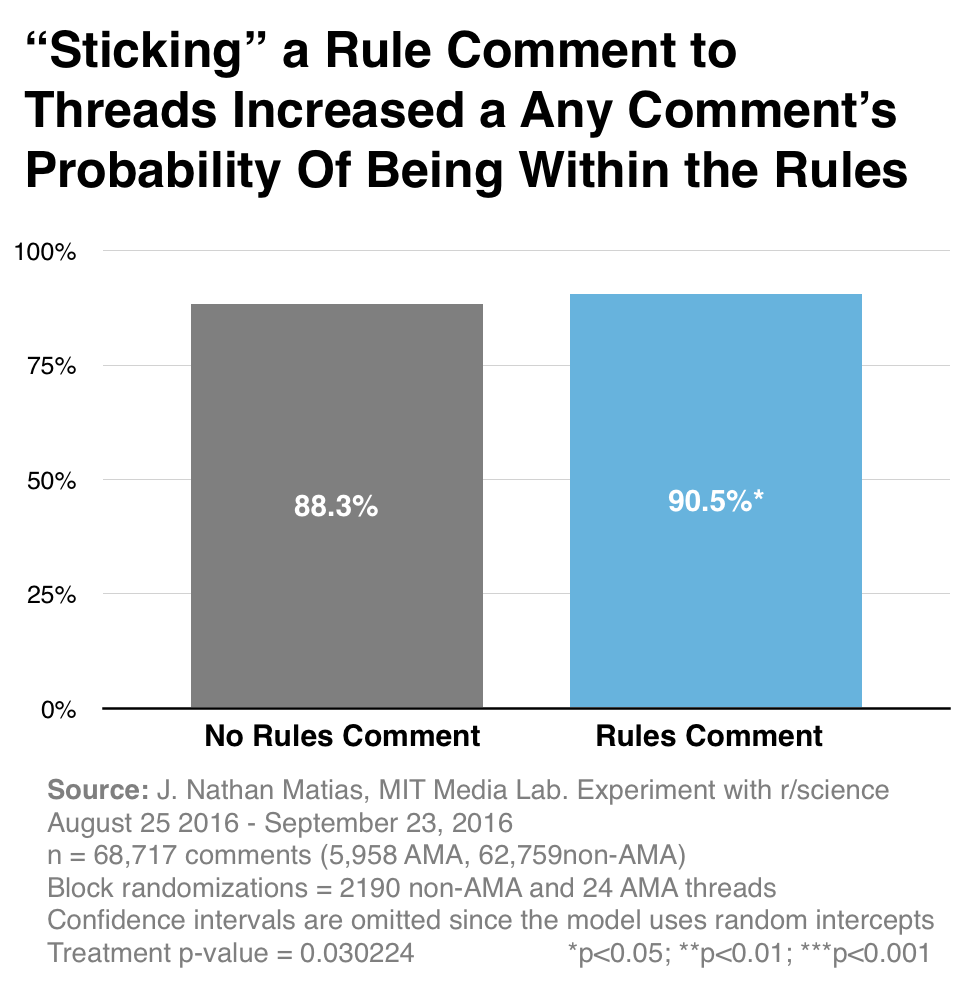 “Sticking” a Rule Comment to
Threads Increased a Any Comment’s
Probability Of Being Within the Rules
100%
75%
50%
25%
0%
88.3%
90.5%*
No Rules Comment
Rules Comment
Source: J. Nathan Matias, MIT Media Lab. Experiment with r/science
August 25 2016 - September 23, 2016
n = 68,717 comments (5,958 AMA, 62,759non-AMA)
Block randomizations = 2190 non-AMA and 24 AMA threads
Confidence intervals are omitted since the model uses random intercepts
Treatment p-value = 0.030224 *p<0.05; **p<0.01; ***p<0.001